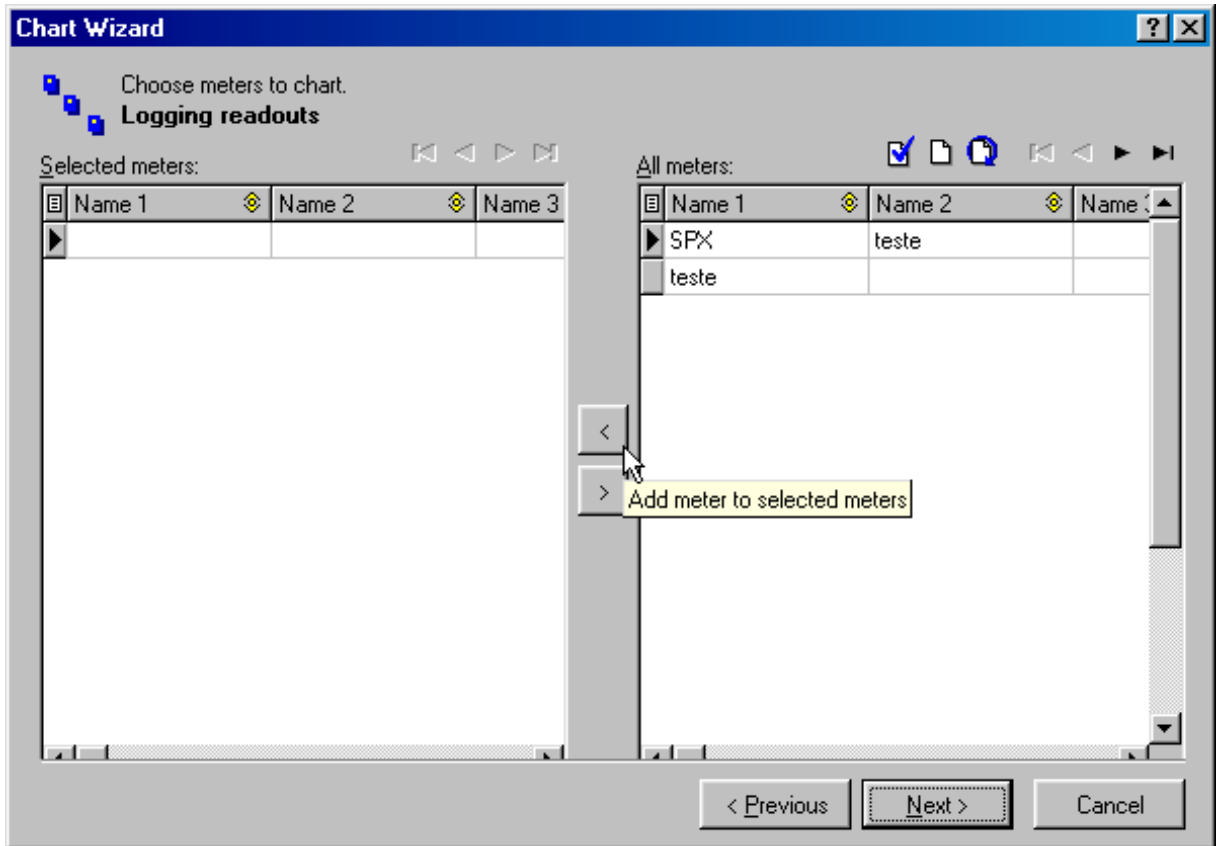 Chart Wizard
Choose meters to chart.
Logging readouts
Selected meters:
All meters:
Name 1 Name 2 Name 3
Name 1 Name 2 Name
SPX teste
teste
<
>
Add meter to selected meters
< Previous Next > Cancel